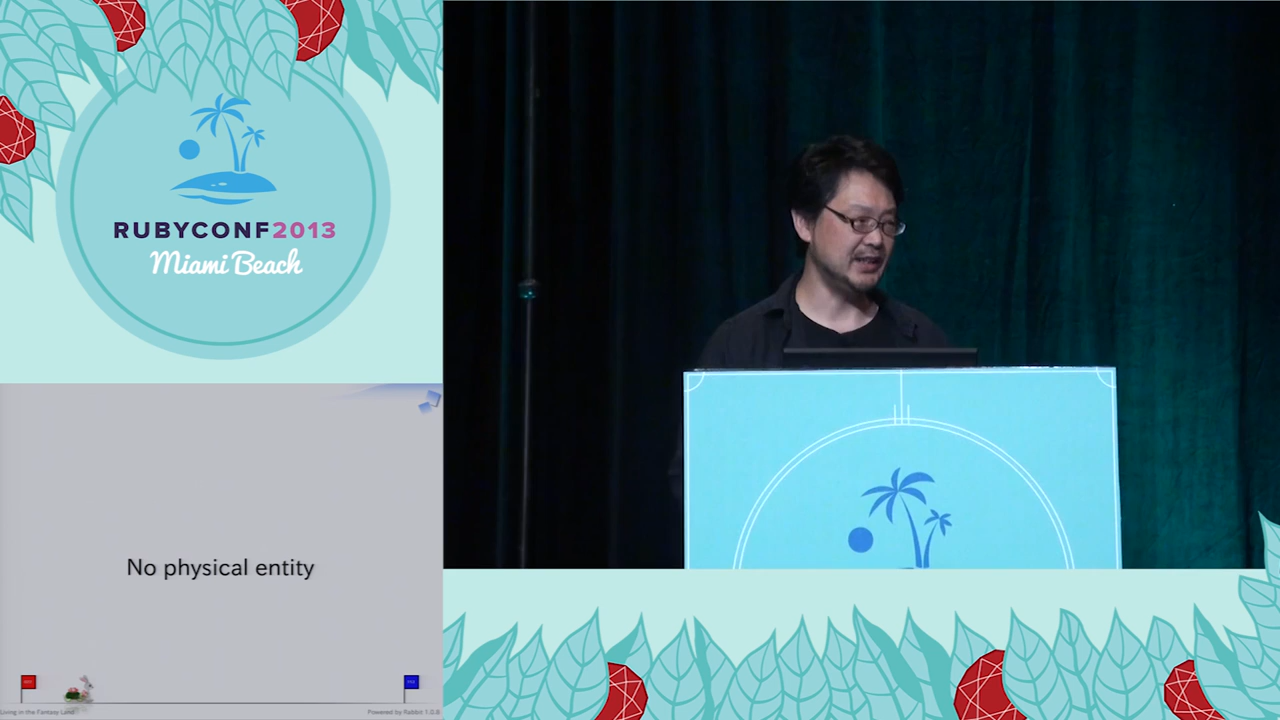 RUBYCONF2013
Miami Beach
No physical entity
Living in the Fantasy Land
Powered by Rabbit 1.0.8